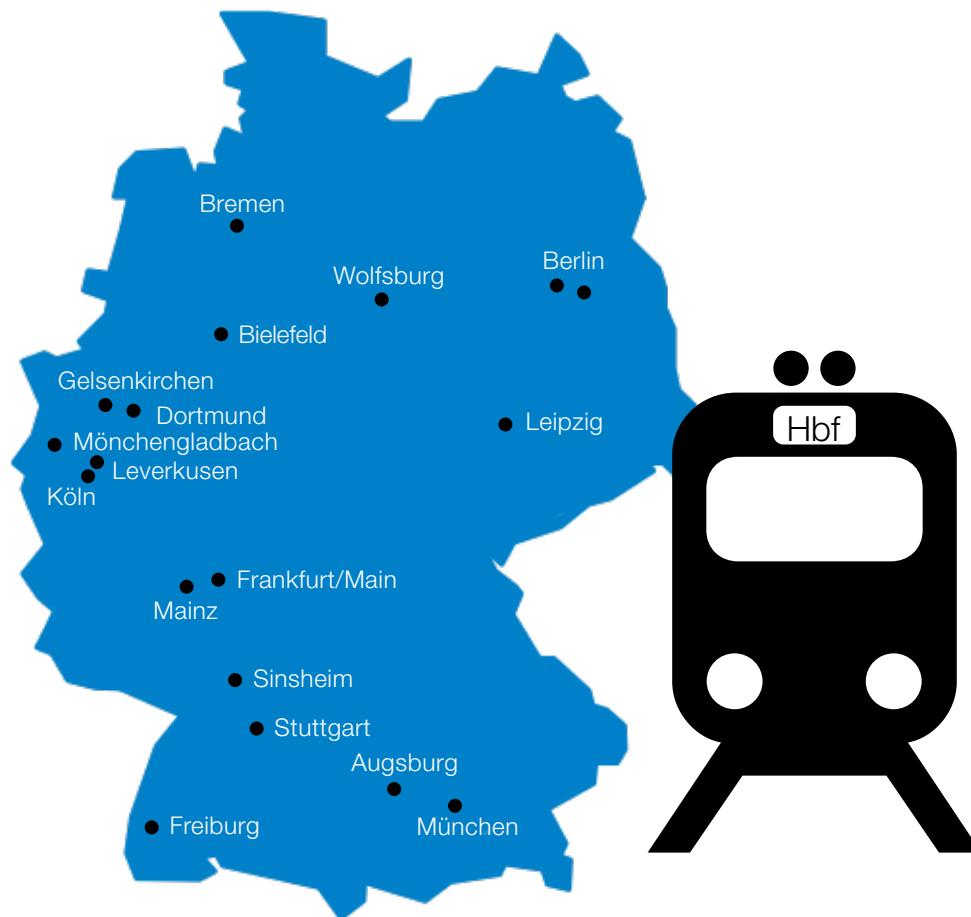 Bremen
Berlin
Wolfsburg
Bielefeld
Gelsenkirchen
Dortmund
Leipzig
Hbf
Mönchengladbach
Leverkusen
Köln
Frankfurt/Main
Mainz
Sinsheim
Stuttgart
Augsburg
Freiburg
München